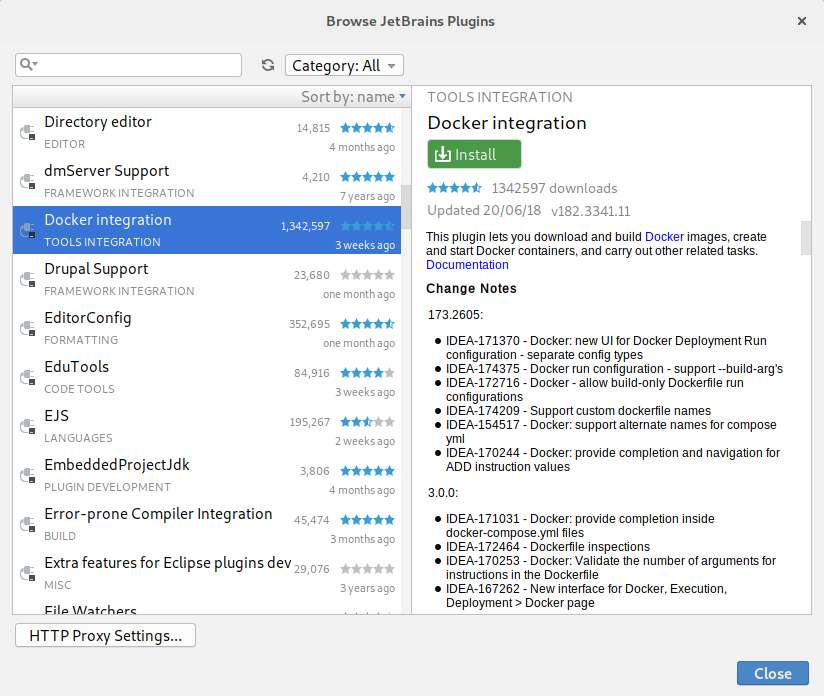 Browse JetBrains Plugins
Category: All
Sort by: name
Directory editor
14,815
EDITOR
4 months ago
dmServer Support
4,210
FRAMEWORK INTEGRATION
7 years ago
Docker integration
1,342,597
TOOLS INTEGRATION
3 weeks ago
Drupal Support
23,680
FRAMEWORK INTEGRATION
one month ago
EditorConfig
352,695
FORMATTING
one month ago
EduTools
84,916
CODE TOOLS
3 weeks ago
EJS
195,267
LANGUAGES
2 weeks ago
EmbeddedProjectJdk
3,806
PLUGIN DEVELOPMENT
4 months ago
Error-prone Compiler Integration
45,474
BUILD
3 months ago
Extra features for Eclipse plugins dev
29,076
MISC
3 years ago
File Watchers
TOOLS INTEGRATION
Docker integration
Install
1342597 downloads
Updated 20/06/18 v182.3341.11
This plugin lets you download and build Docker images, create
and start Docker containers, and carry out other related tasks.
Documentation
Change Notes
173.2605:
● IDEA-171370 - Docker: new UI for Docker Deployment Run
configuration - separate config types
● IDEA-174375 - Docker run configuration - support --build-arg's
● IDEA-172716 - Docker - allow build-only Dockerfile run
configurations
● IDEA-174209 - Support custom dockerfile names
● IDEA-154517 - Docker: support alternate names for compose
yml
● IDEA-170244 - Docker: provide completion and navigation for
ADD instruction values
3.0.0:
● IDEA-171031 - Docker: provide completion inside
docker-compose.yml files
● IDEA-172464 - Dockerfile inspections
● IDEA-170253 - Docker: Validate the number of arguments for
instructions in the Dockerfile
● IDEA-167262 - New interface for Docker, Execution,
Deployment > Docker page
HTTP Proxy Settings...
Close